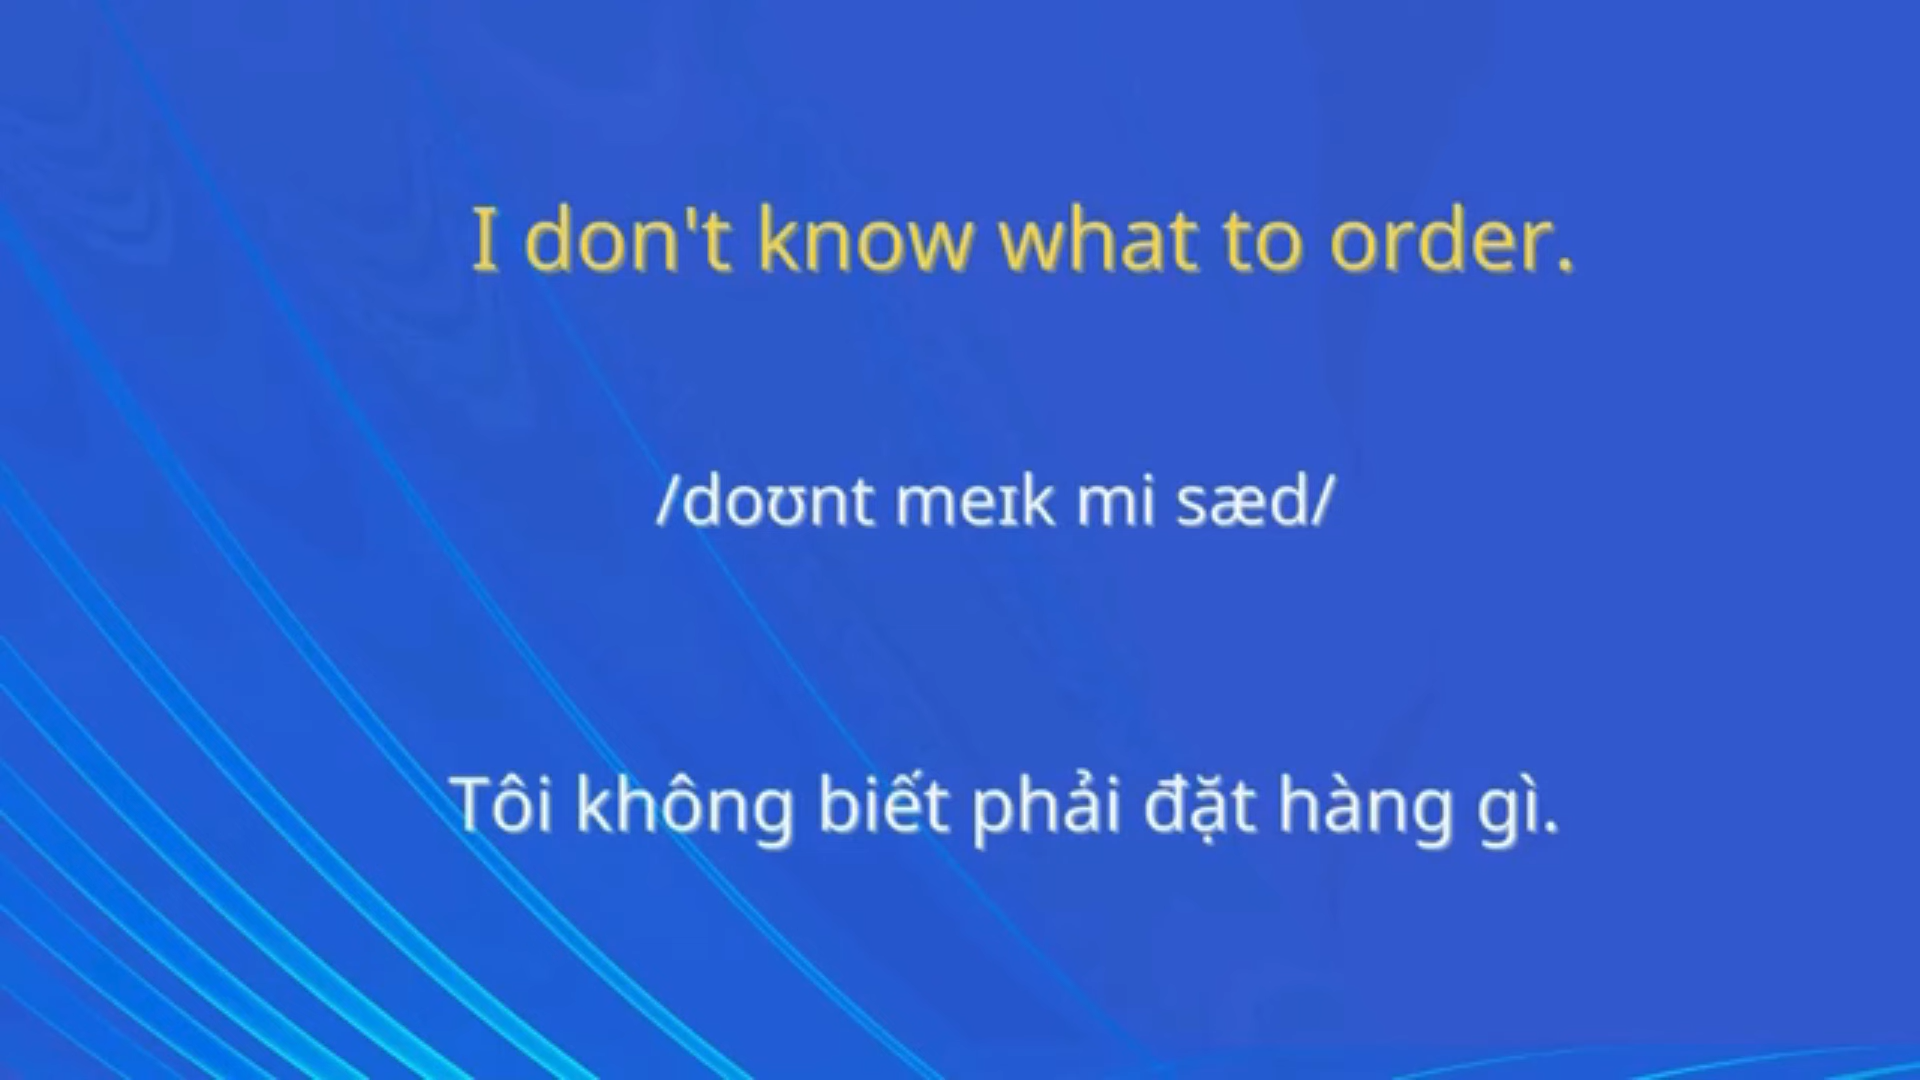 I don't know what to order.
/doʊnt meɪk mi sæd/
Tôi không biết phải đặt hàng gì.